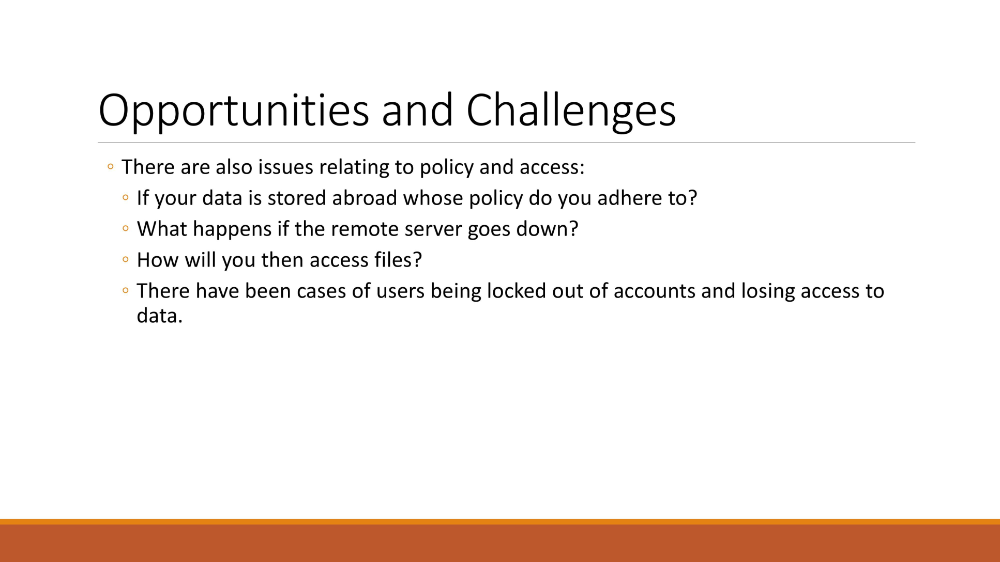 Opportunities and Challenges
◦ There are also issues relating to policy and access:
◦ If your data is stored abroad whose policy do you adhere to?
◦ What happens if the remote server goes down?
◦ How will you then access files?
◦ There have been cases of users being locked out of accounts and losing access to
data.